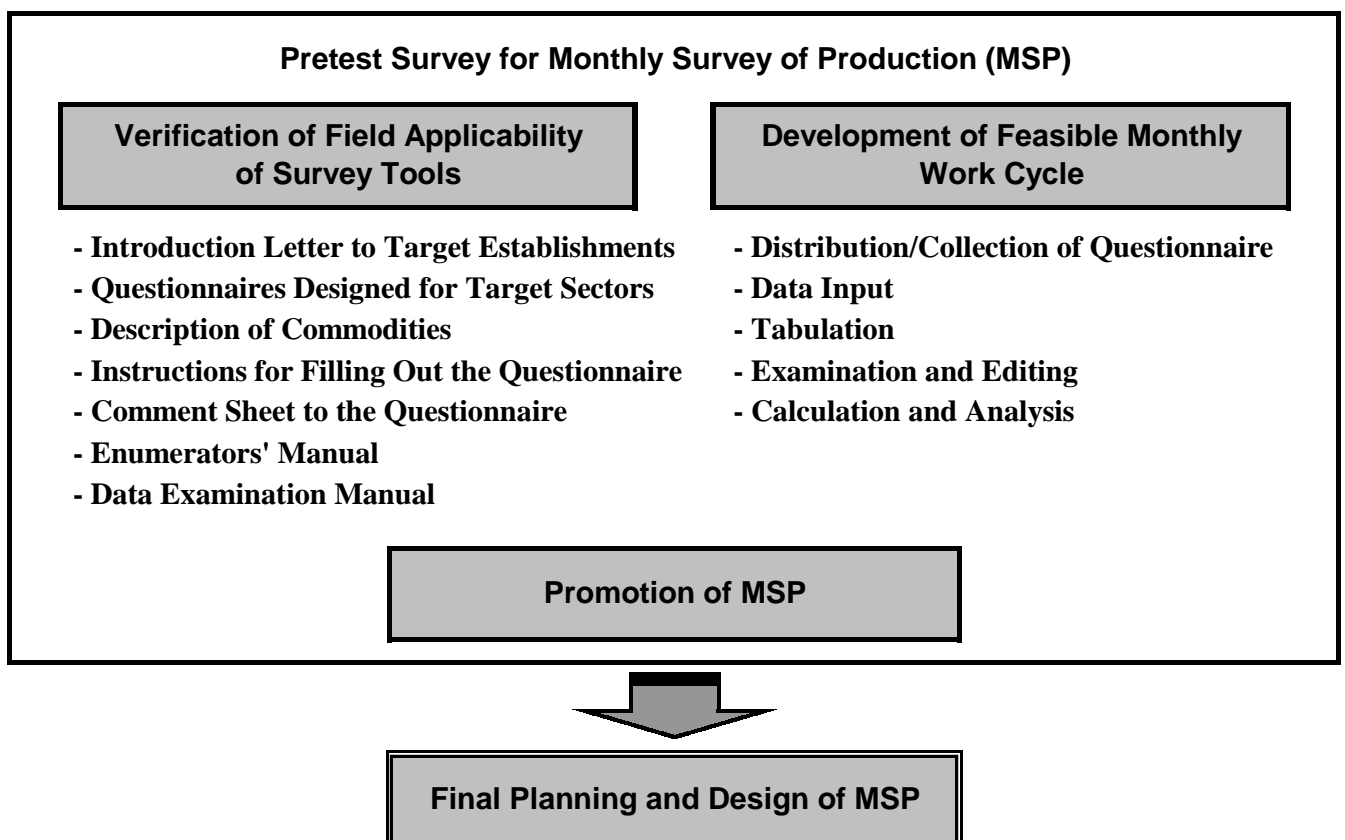 Pretest Survey for Monthly Survey of Production (MSP)
Verification of Field Applicability
of Survey Tools
- Introduction Letter to Target Establishments
- Questionnaires Designed for Target Sectors
- Description of Commodities
- Instructions for Filling Out the Questionnaire
- Comment Sheet to the Questionnaire
- Enumerators' Manual
- Data Examination Manual
Development of Feasible Monthly
Work Cycle
- Distribution/Collection of Questionnaire
- Data Input
- Tabulation
- Examination and Editing
- Calculation and Analysis
Promotion of MSP
Final Planning and Design of MSP